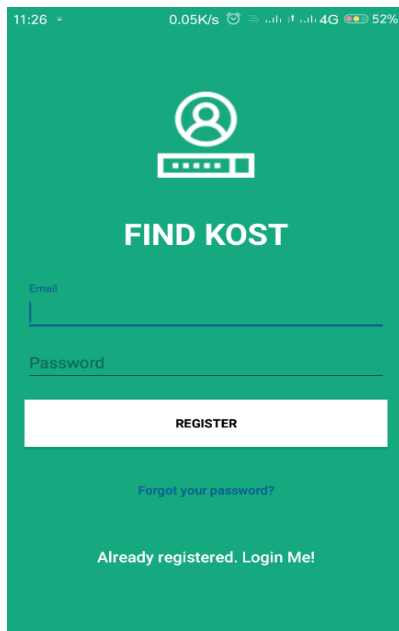 11:26 0.05K/s 4G 52%
FIND KOST
Email
Password
REGISTER
Forgot your password?
Already registered. Login Me!